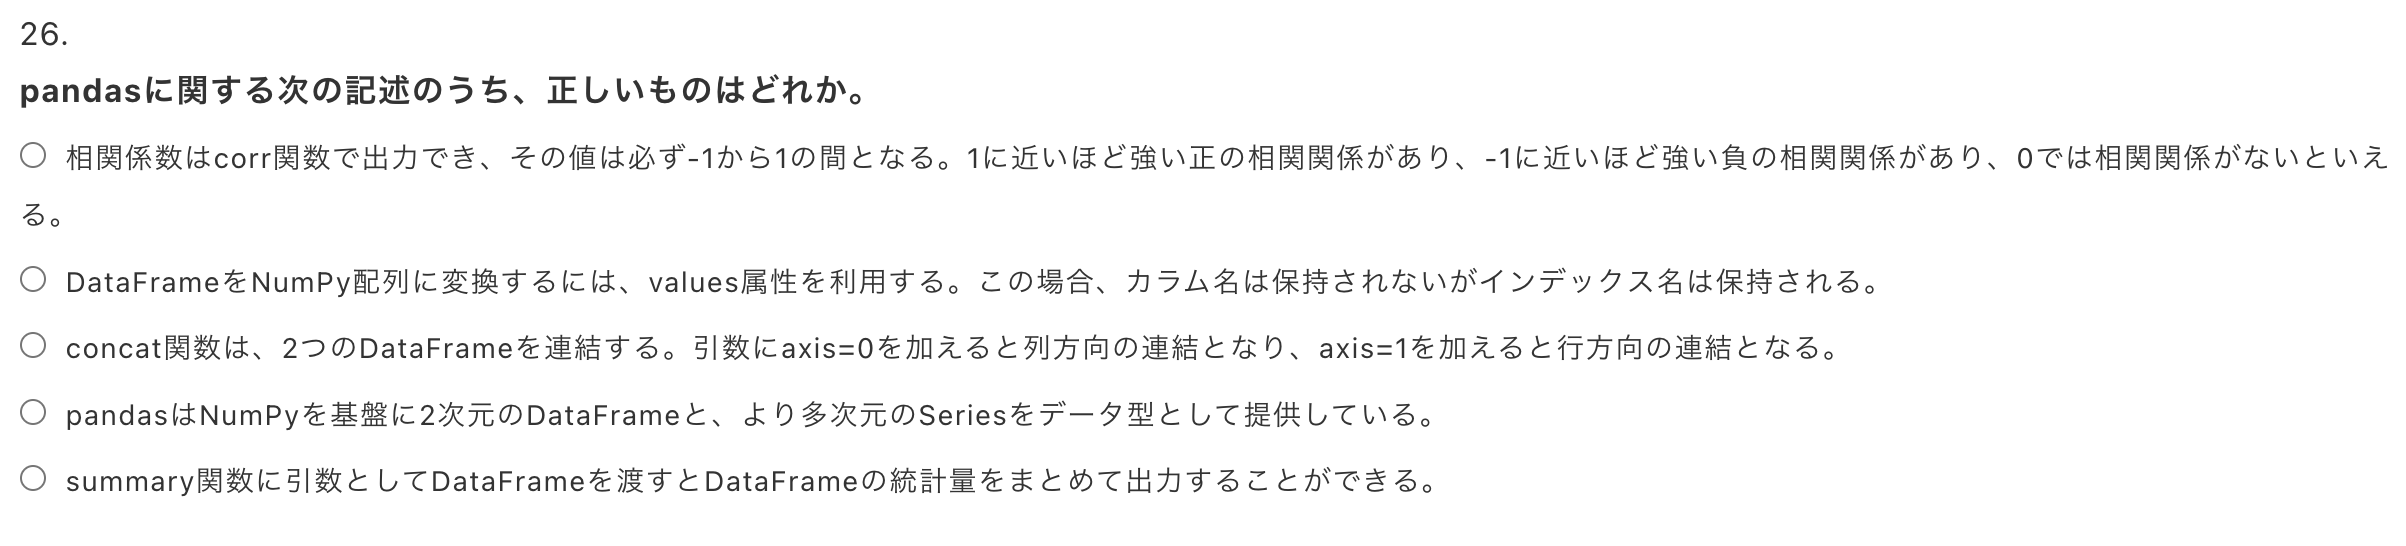 26.
pandasに関する次の記述のうち、正しいものはどれか。
相関係数はcorr関数で出力でき、その値は必ず-1から1の間となる。1に近いほど強い正の相関関係があり、-1に近いほど強い負の相関関係があり、0では相関関係がないといえ
る。
DataFrameをNumPy配列に変換するには、values属性を利用する。この場合、カラム名は保持されないがインデックス名は保持される。
concat関数は、2つのDataFrameを連結する。引数にaxis=0を加えると列方向の連結となり、axis=1を加えると行方向の連結となる。
pandasはNumPyを基盤に2次元のDataFrameと、より多次元のSeriesをデータ型として提供している。
summary関数に引数としてDataFrameを渡すとDataFrameの統計量をまとめて出力することができる。